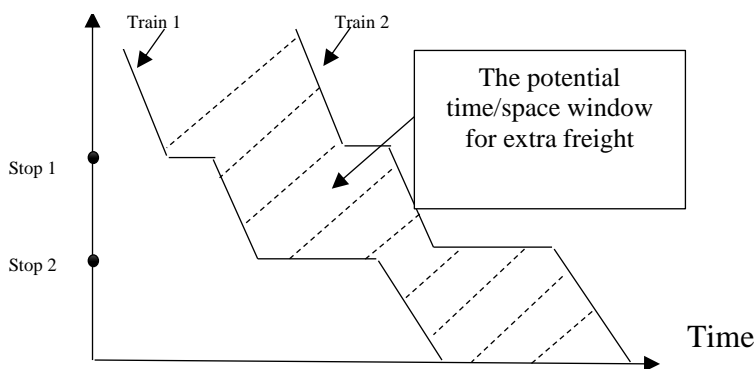 Train 1
Train 2
The potential
time/space window
for extra freight
Stop 1
Stop 2
Time